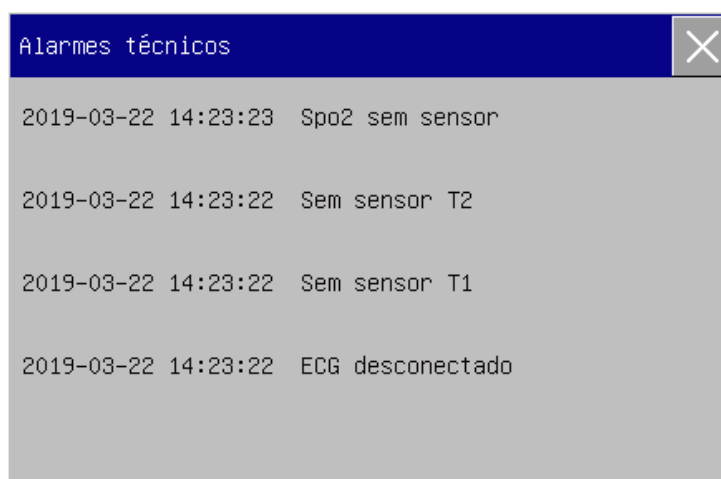 Alarmes técnicos
2019-03-22 14:23:23 Spo2 sem sensor
2019-03-22 14:23:22 Sem sensor T2
2019-03-22 14:23:22 Sem sensor T1
2019-03-22 14:23:22 ECG desconectado